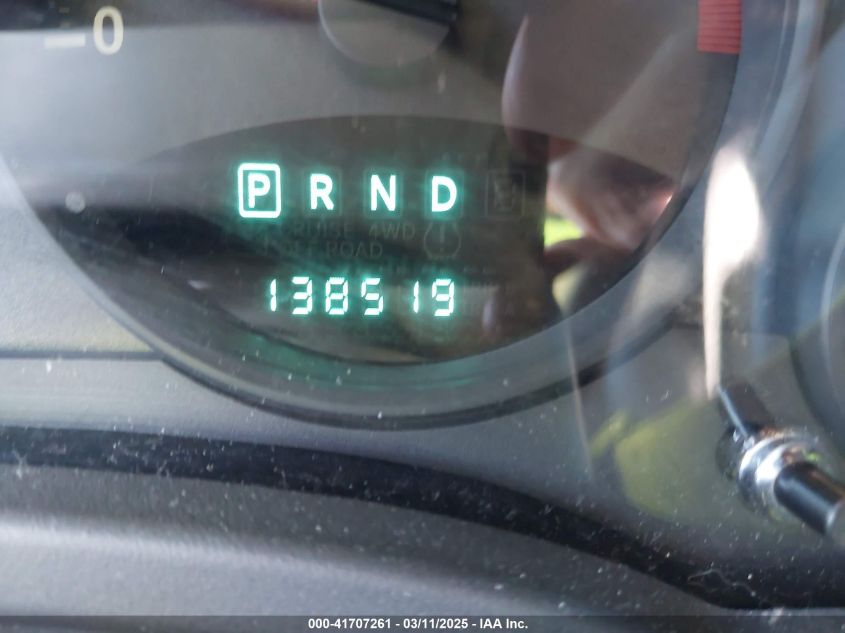 0
P R N D
CRUISE 4WD
OFF ROAD
138519
000-41707261 - 03/11/2025 - IAA Inc.